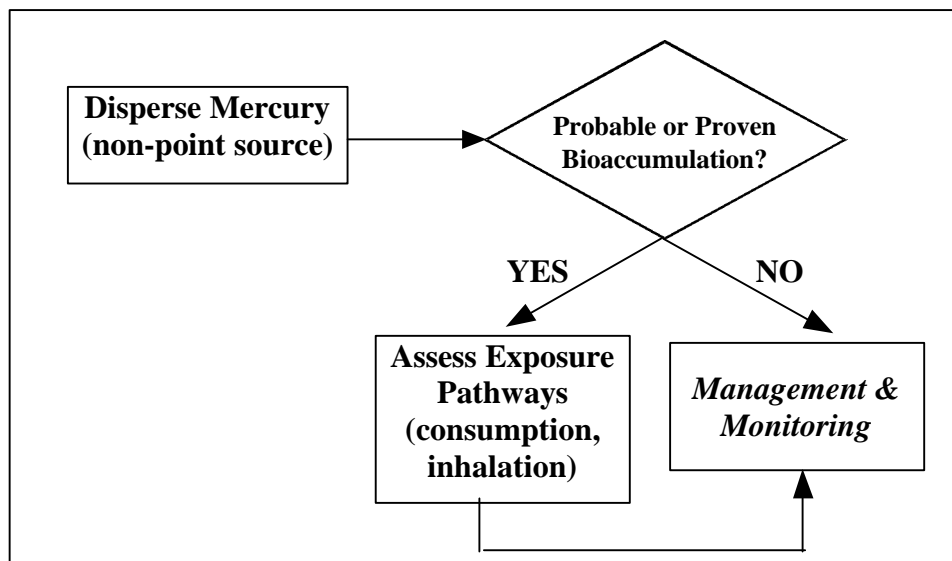 Disperse Mercury
(non-point source)
Probable or Proven
Bioaccumulation?
YES
NO
Assess Exposure
Pathways
(consumption,
inhalation)
Management &
Monitoring